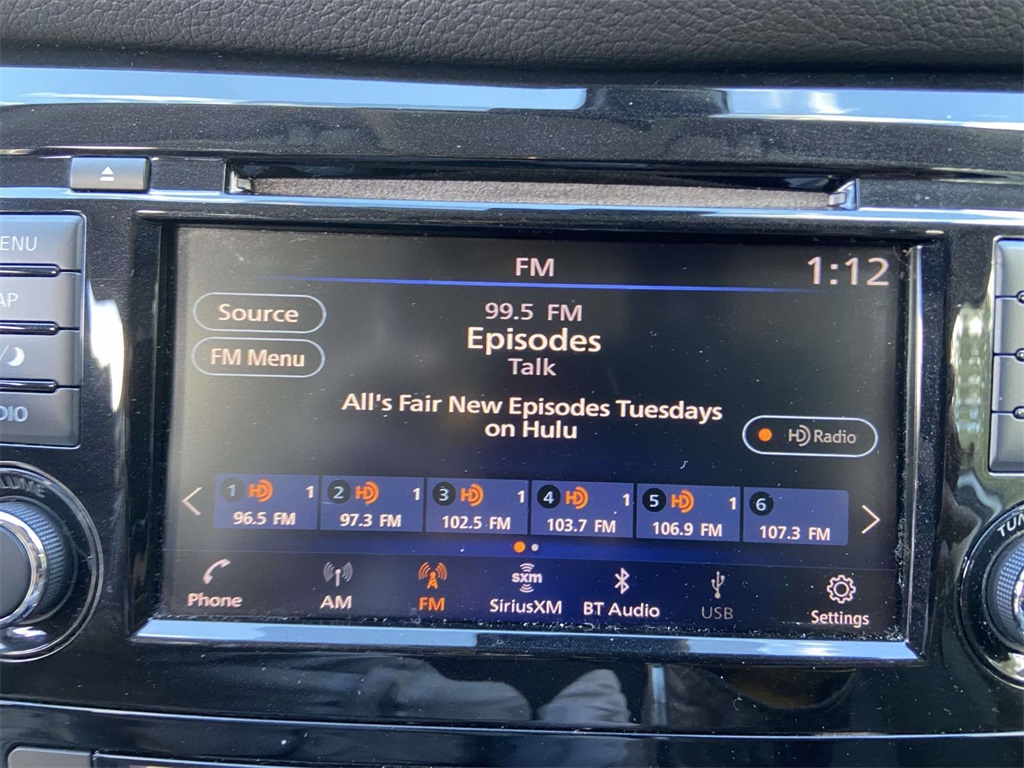 FM
1:12
Source
FM Menu
99.5 FM
Episodes
Talk
All's Fair New Episodes Tuesdays
on Hulu
HD Radio
1 HD 1
96.5 FM
2 HD 1
97.3 FM
3 HD 1
102.5 FM
4 HD 1
103.7 FM
5 HD 1
106.9 FM
6
107.3 FM
Phone
AM
FM
sxm
SiriusXM
BT Audio
USB
Settings
ENU
AP
DIO
VOLUME
TUN